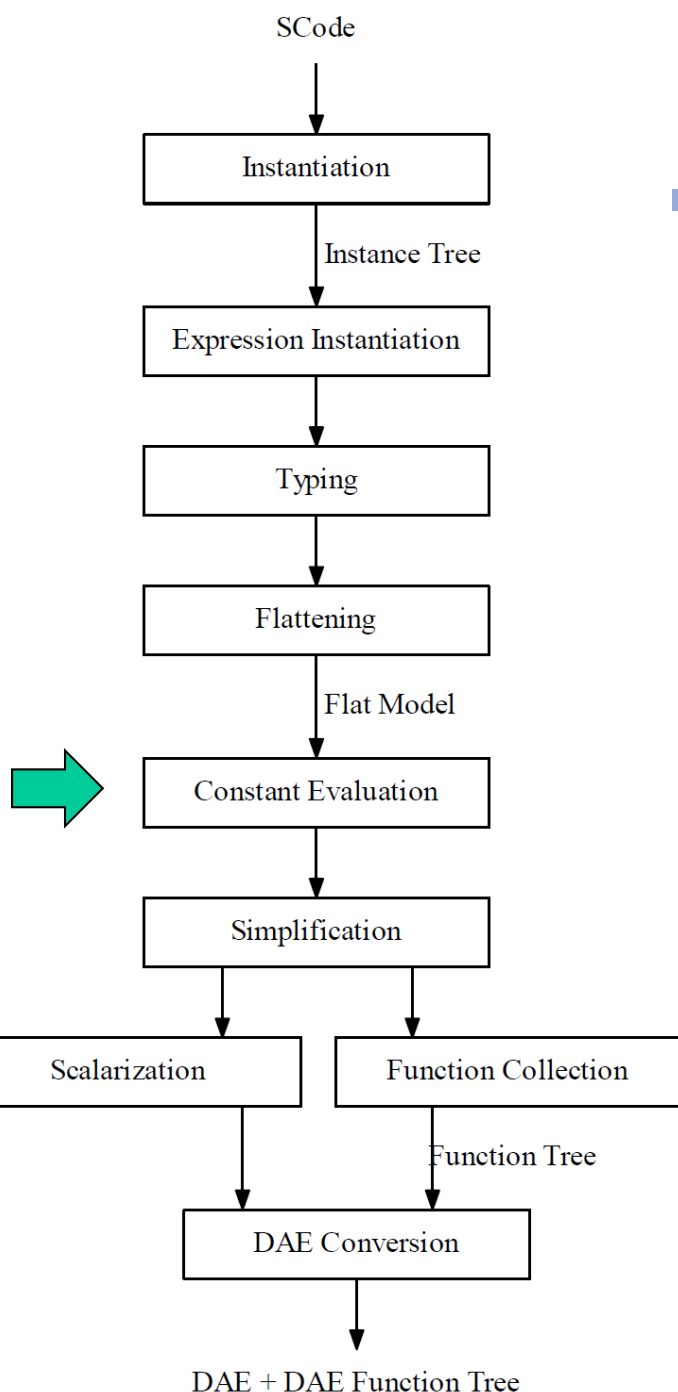 SCode
Instantiation
Instance Tree
Expression Instantiation
Typing
Flattening
Flat Model
Constant Evaluation
Simplification
Scalarization
Function Collection
Function Tree
DAE Conversion
DAE + DAE Function Tree